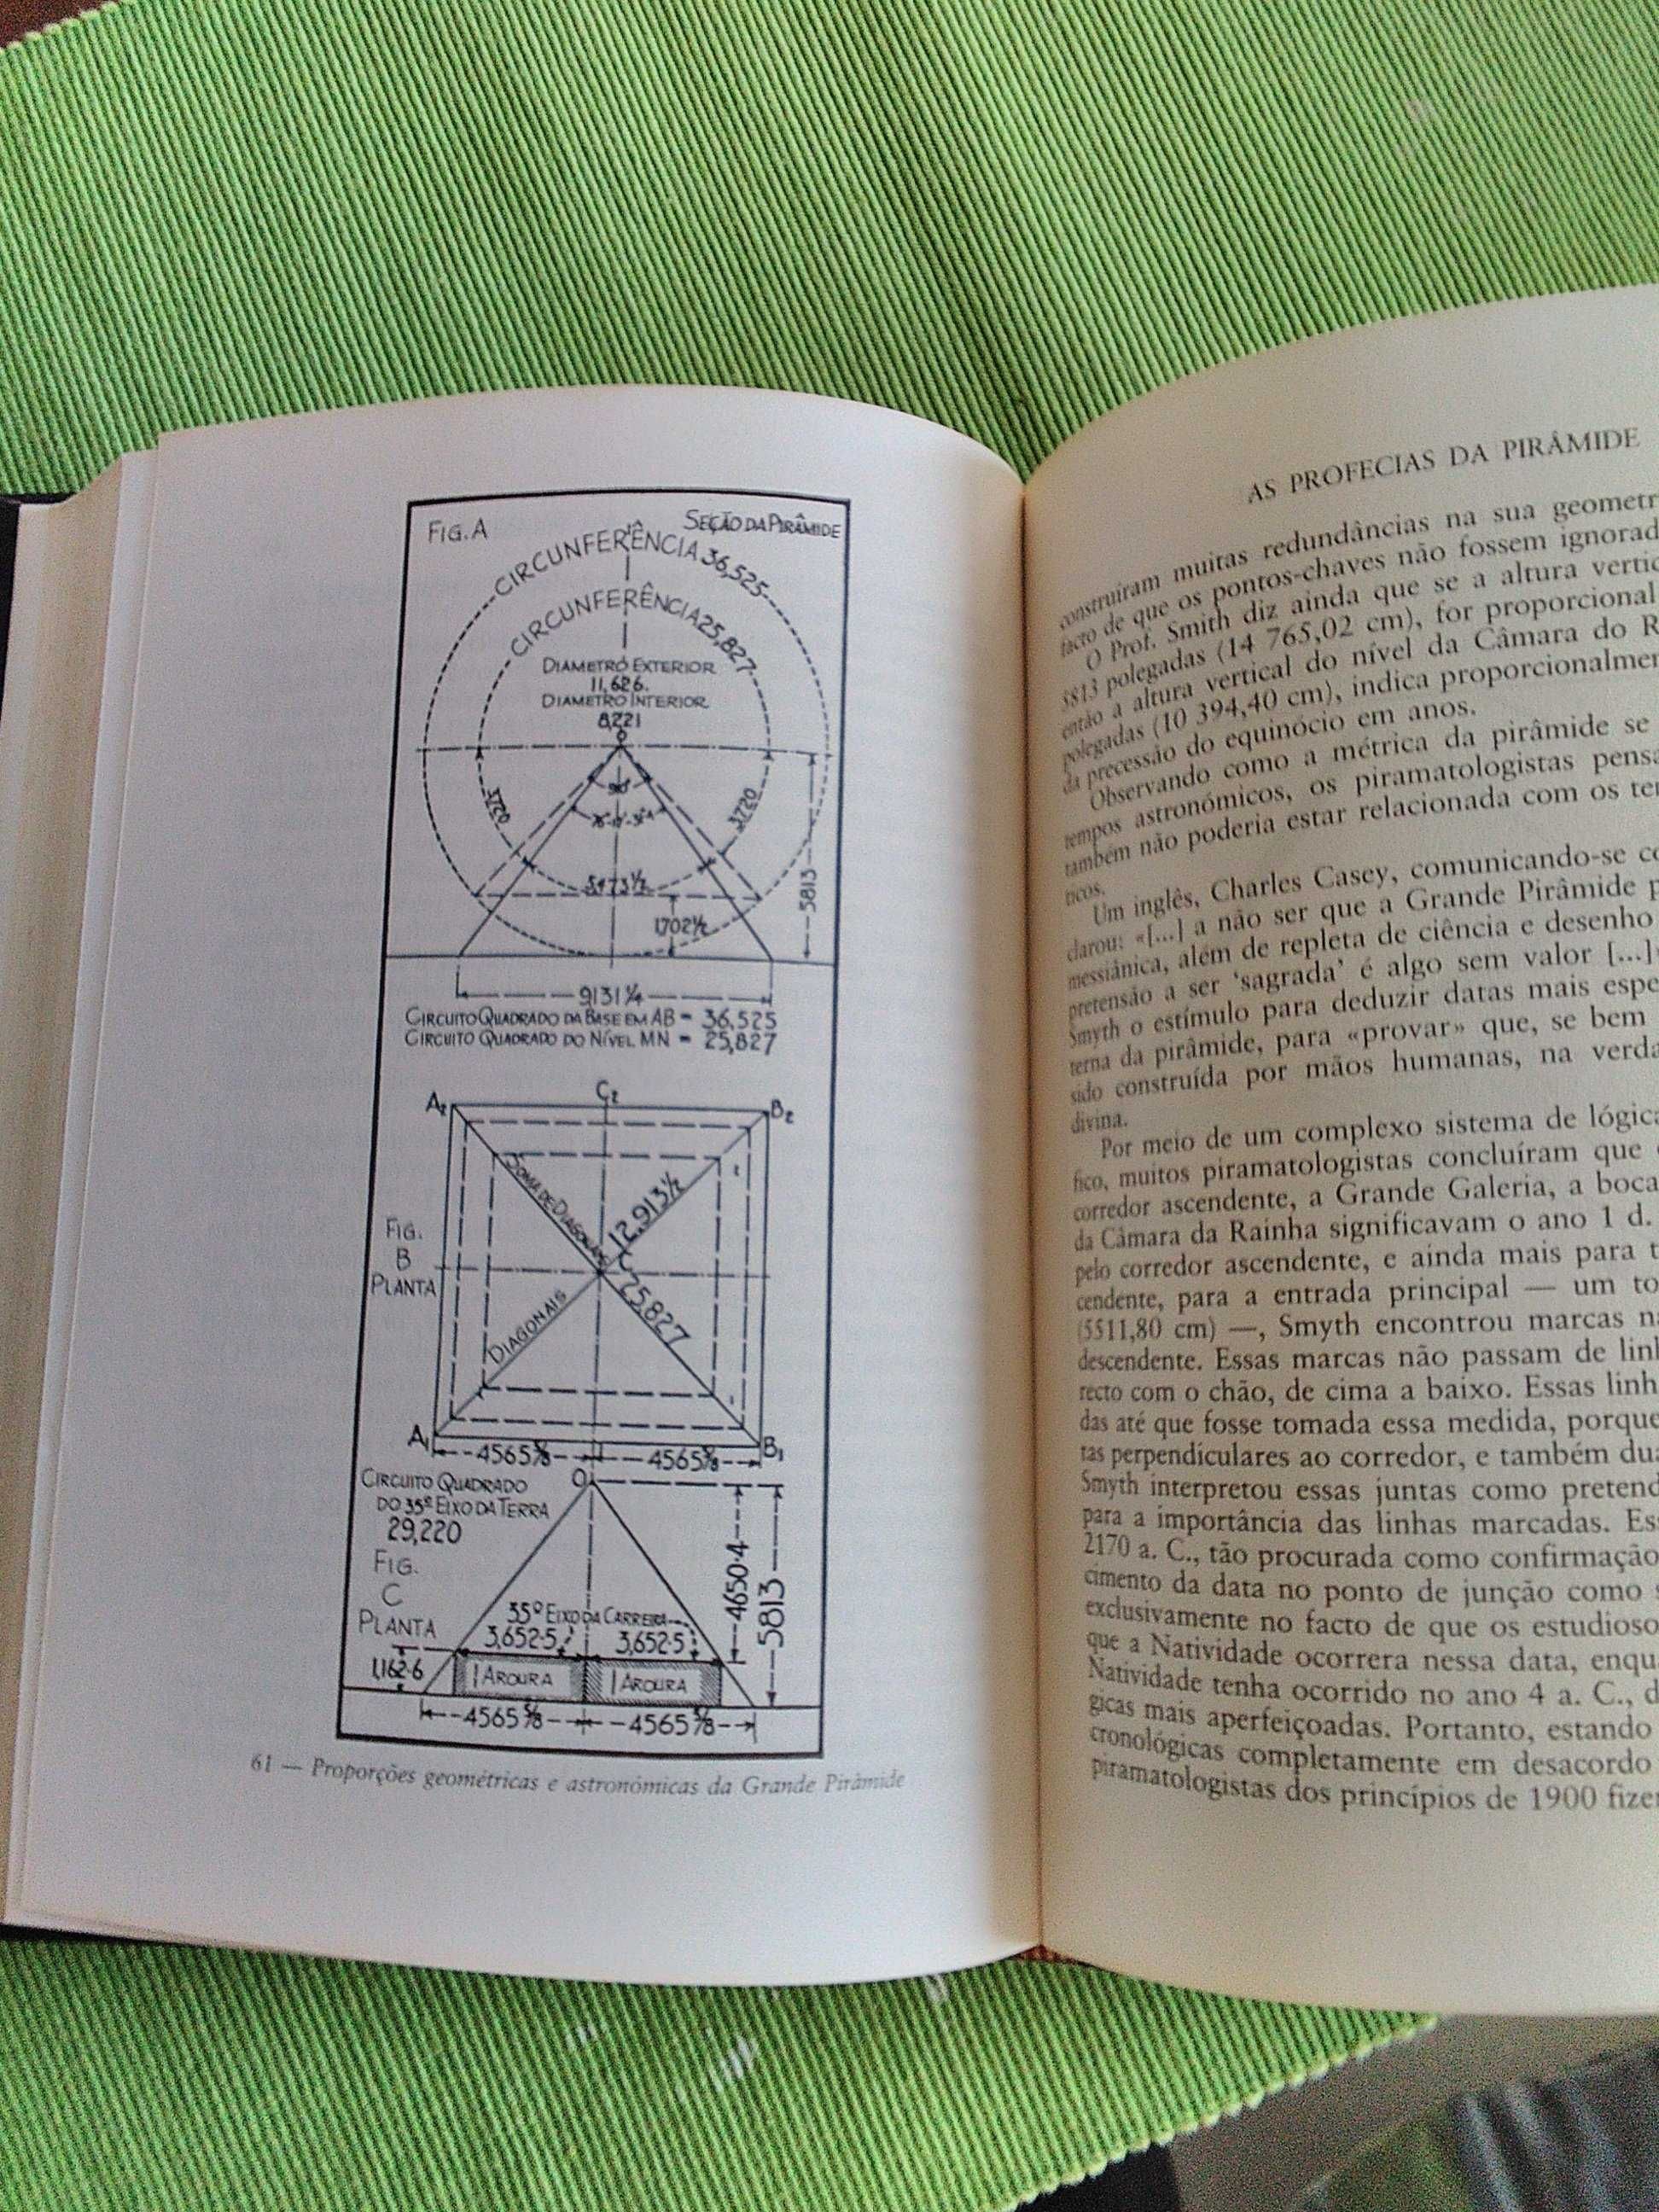 FIG. A
SEÇÃO DA PIRÂMIDE
CIRCUNFERÊNCIA 36,525
CIRCUNFERÊNCIA 25,827
DIAMETRO EXTERIOR
11,626.
DIAMETRO INTERIOR
8,221
3720
3720
5813
1702½
9131 ¼
CIRCUITO QUADRADO DA BASE EM AB = 36,525
CIRCUITO QUADRADO DO NÍVEL MN = 25,827
A2
C2
B2
SOMA DE DIAGONAIS
12,913½
FIG.
B
PLANTA
C
DIAGONAIS
25,827
A1
B1
4565⅝
4565⅝
CIRCUITO QUADRADO
DO 35º EIXO DA TERRA
29,220
O
FIG.
C
PLANTA
4650·4
5813
35º EIXO DA CARREIRA
3,652·5
3,652·5
1,162·6
1 AROURA
1 AROURA
4565⅝
4565⅝
61 — Proporções geométricas e astronómicas da Grande Pirâmide
AS PROFECIAS DA PIRÂMIDE
construíram muitas redundâncias na sua geometr
facto de que os pontos-chaves não fossem ignorad
O Prof. Smith diz ainda que se a altura vertic
5813 polegadas (14 765,02 cm), for proporcional
então a altura vertical do nível da Câmara do R
polegadas (10 394,40 cm), indica proporcionalmen
da precessão do equinócio em anos.
Observando como a métrica da pirâmide se
tempos astronómicos, os piramatologistas pensa
também não poderia estar relacionada com os te
ticos.
Um inglês, Charles Casey, comunicando-se co
clarou: «[...] a não ser que a Grande Pirâmide p
messiânica, além de repleta de ciência e desenho
pretensão a ser 'sagrada' é algo sem valor [...]
Smyth o estímulo para deduzir datas mais espe
terna da pirâmide, para «provar» que, se bem
sido construída por mãos humanas, na verda
divina.
Por meio de um complexo sistema de lógica
fico, muitos piramatologistas concluíram que
corredor ascendente, a Grande Galeria, a boca
da Câmara da Rainha significavam o ano 1 d.
pelo corredor ascendente, e ainda mais para t
cendente, para a entrada principal — um to
(5511,80 cm) —, Smyth encontrou marcas n
descendente. Essas marcas não passam de linh
recto com o chão, de cima a baixo. Essas linh
das até que fosse tomada essa medida, porque
tas perpendiculares ao corredor, e também dua
Smyth interpretou essas juntas como pretend
para a importância das linhas marcadas. Es
2170 a. C., tão procurada como confirmação
cimento da data no ponto de junção como
exclusivamente no facto de que os estudioso
que a Natividade ocorrera nessa data, enqu
Natividade tenha ocorrido no ano 4 a. C., d
gicas mais aperfeiçoadas. Portanto, estando
cronológicas completamente em desacordo
piramatologistas dos princípios de 1900 fize